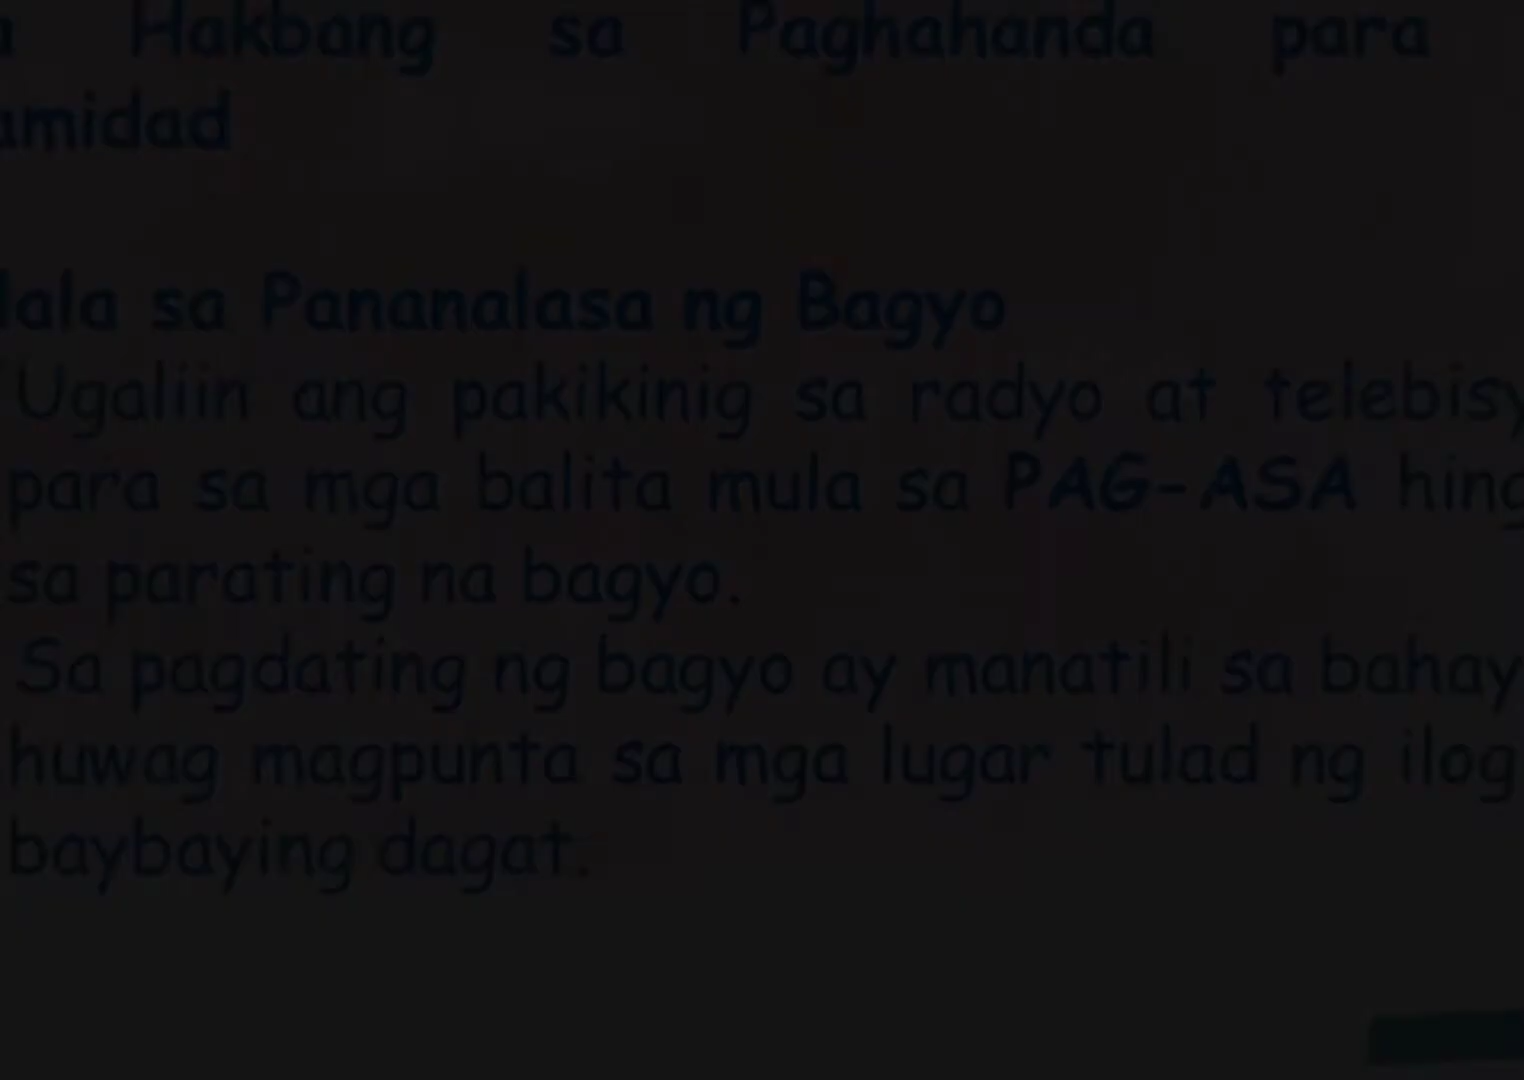 Hakbang sa Paghahanda para
amidad
lala sa Pananalasa ng Bagyo
Ugaliin ang pakikinig sa radyo at telebisy
para sa mga balita mula sa PAG-ASA hing
sa parating na bagyo.
Sa pagdating ng bagyo ay manatili sa bahay
huwag magpunta sa mga lugar tulad ng ilog
baybaying dagat.